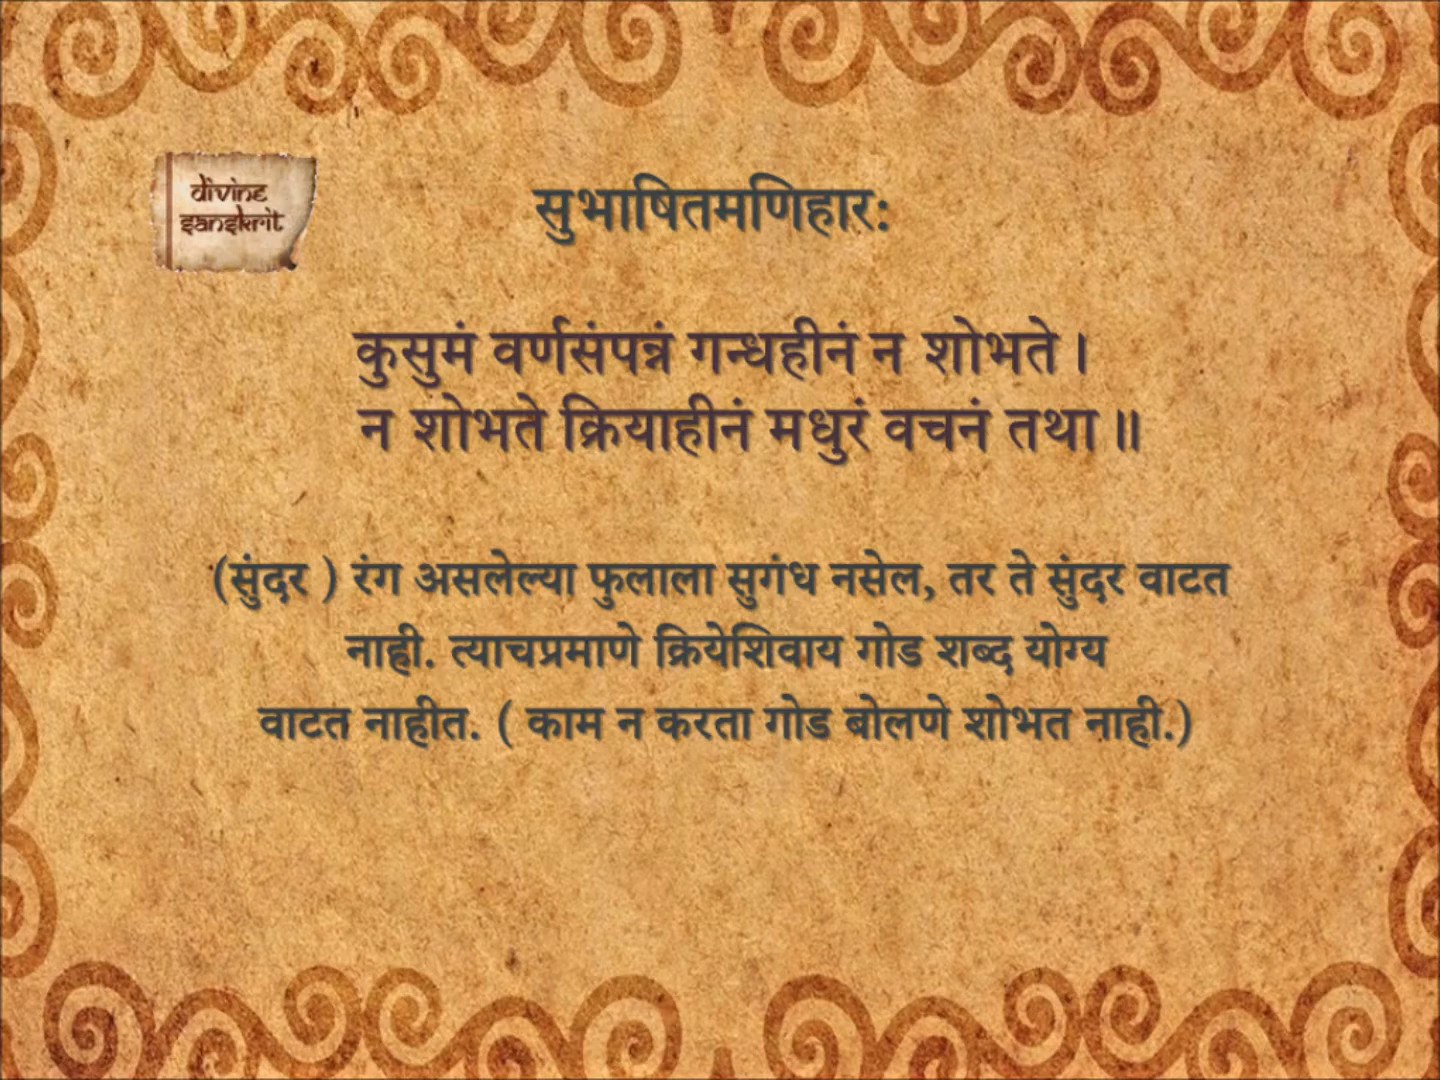 divine
sanskrit
सुभाषितमणिहार:
कुसुमं वर्णसंपन्नं गन्धहीनं न शोभते ।
न शोभते क्रियाहीनं मधुरं वचनं तथा ॥
(सुंदर ) रंग असलेल्या फुलाला सुगंध नसेल, तर ते सुंदर वाटत
नाही. त्याचप्रमाणे क्रियेशिवाय गोड शब्द योग्य
वाटत नाहीत. ( काम न करता गोड बोलणे शोभत नाही.)